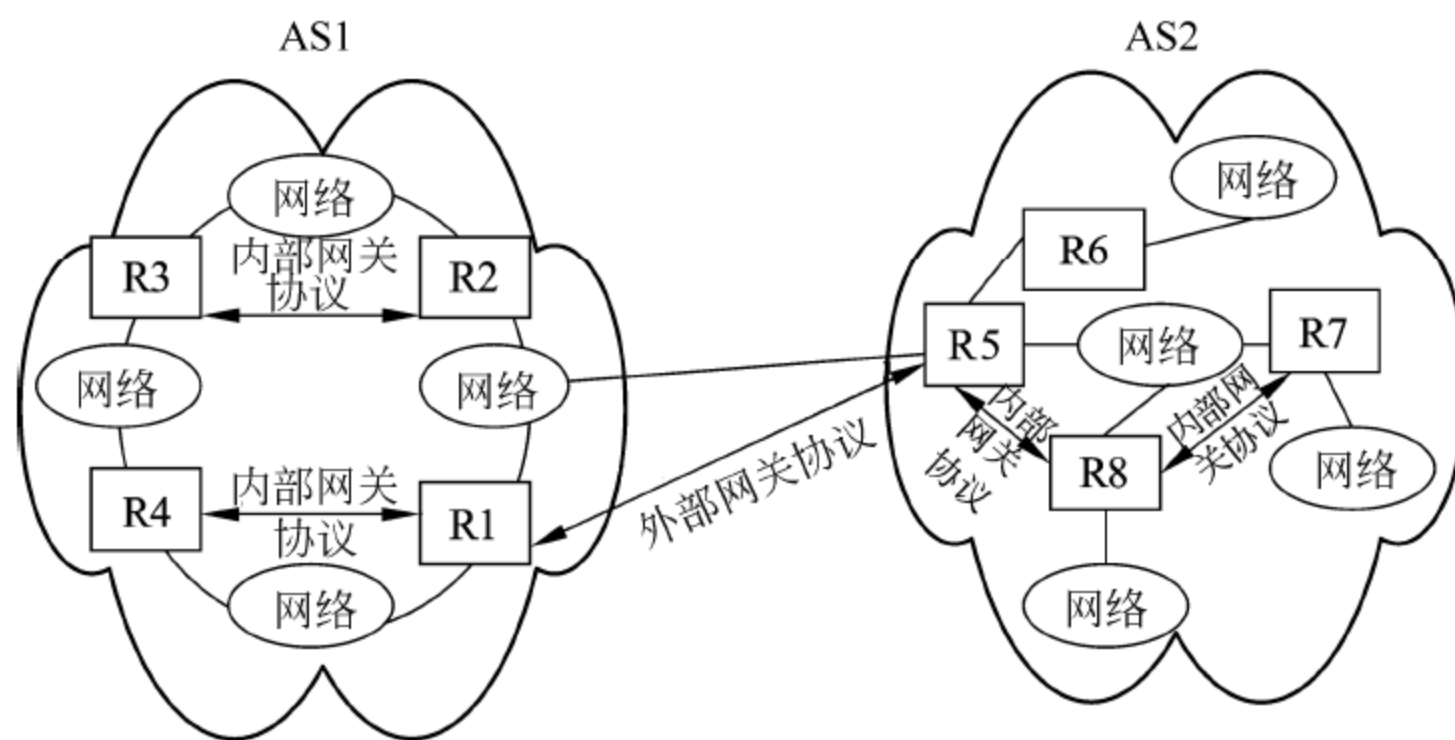 AS1
AS2
网络
网络
R3
内部网关
协议
R2
R6
网络
网络
R5
网络
R7
内部
网关
协议
内部网
关协议
外部网关协议
R4
内部网关
协议
R1
R8
网络
网络
网络